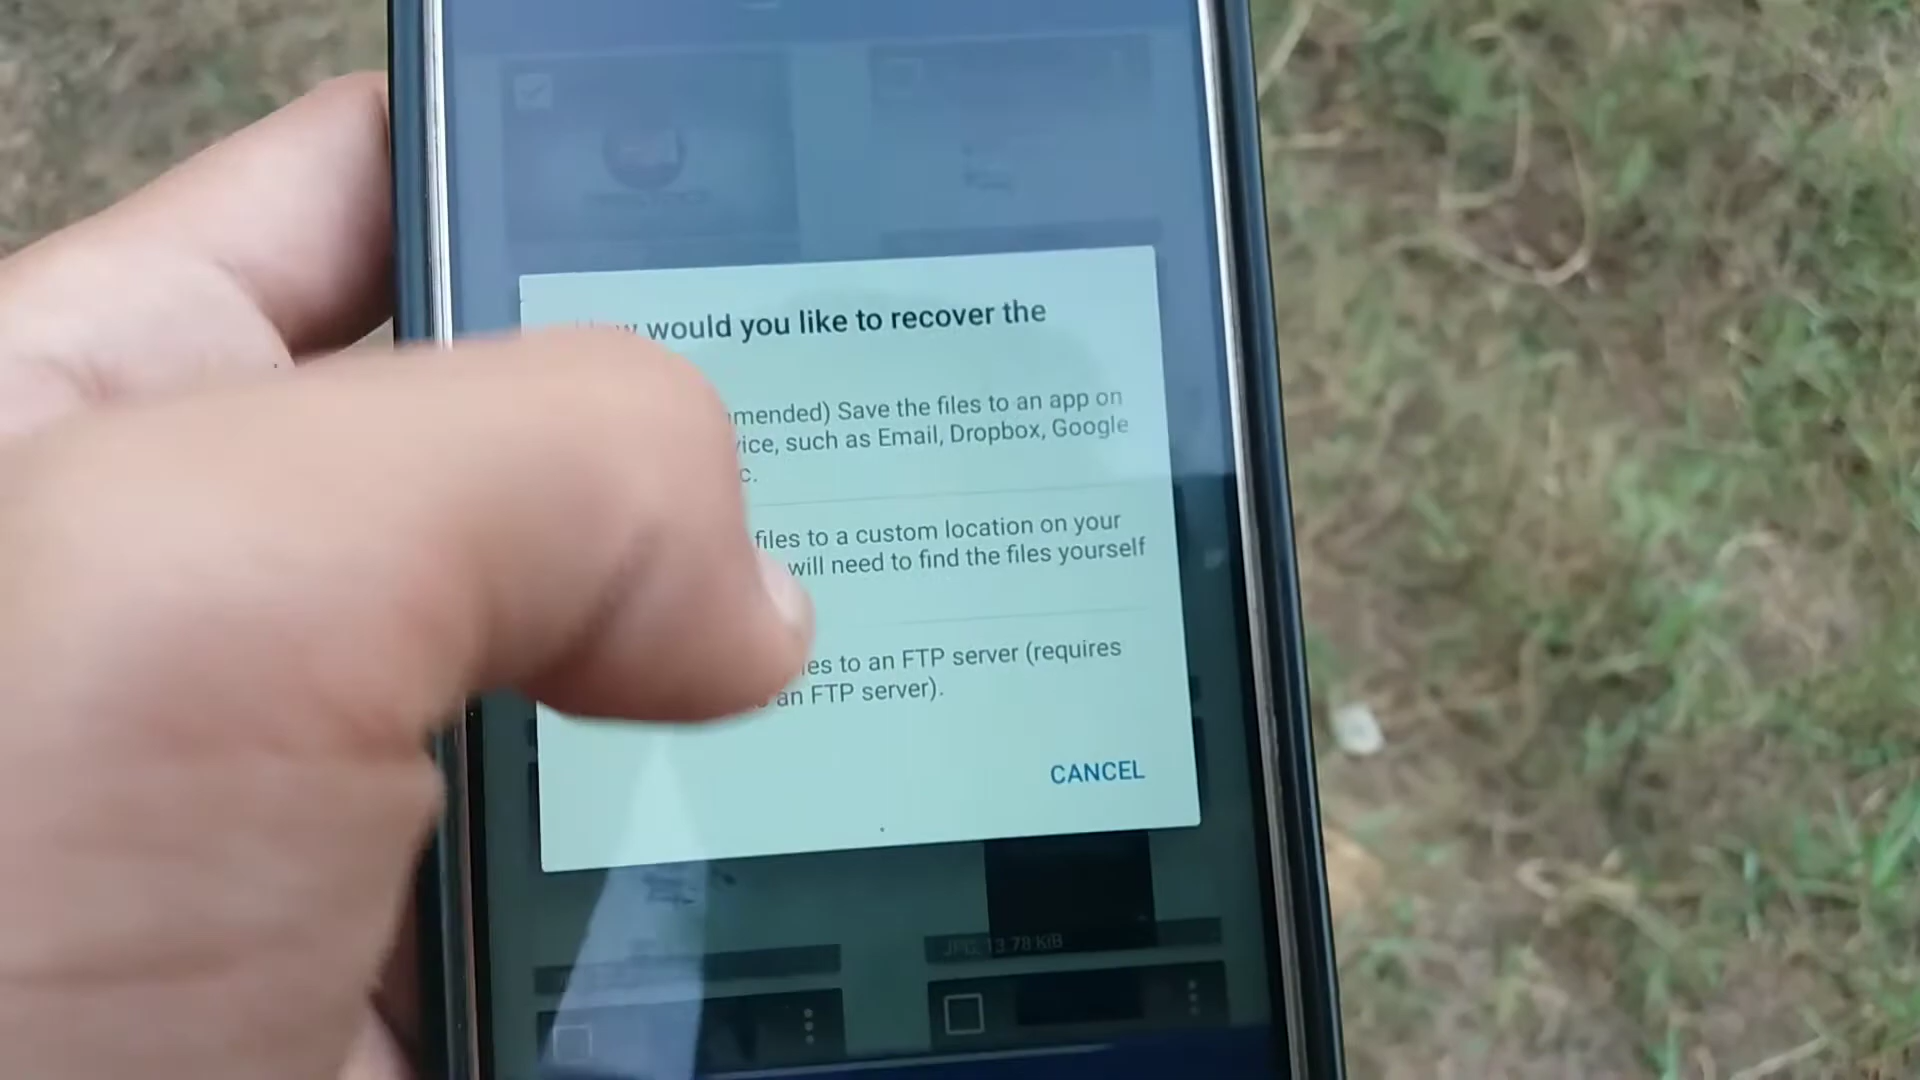 would you like to recover the
mended) Save the files to an app on
ice, such as Email, Dropbox, Google
c.
files to a custom location on your
will need to find the files yourself
es to an FTP server (requires
an FTP server).
CANCEL
JPG, 13.78 KiB